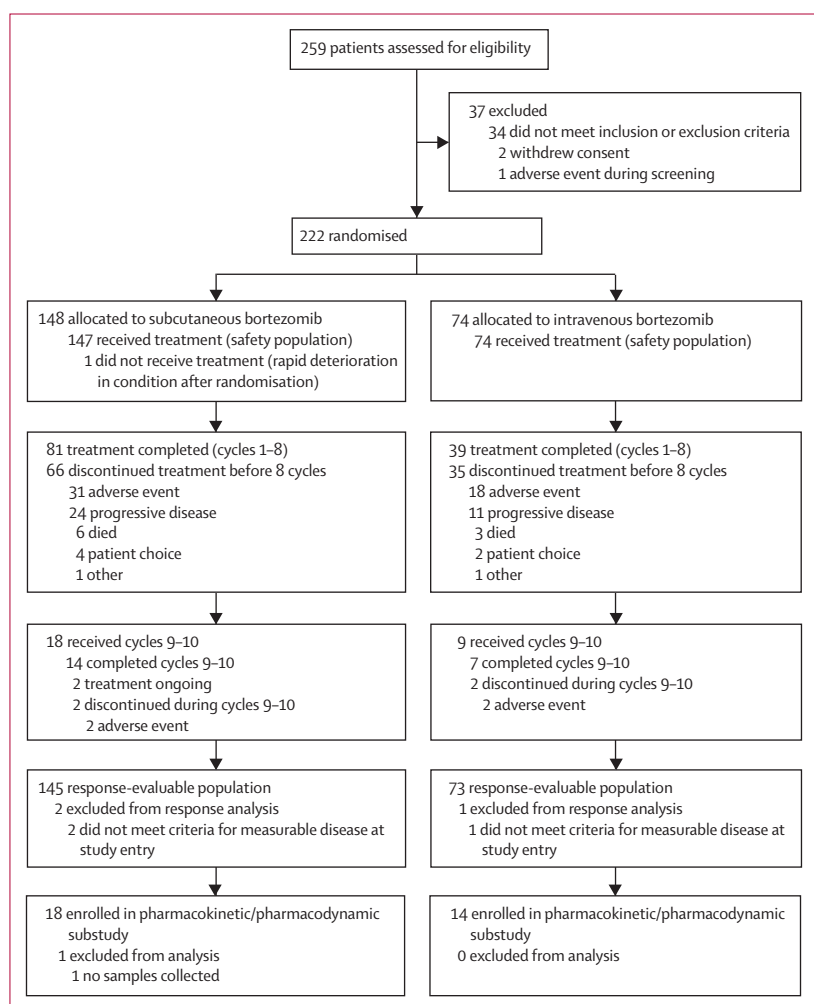 259 patients assessed for eligibility
37 excluded
34 did not meet inclusion or exclusion criteria
2 withdrew consent
1 adverse event during screening
222 randomised
148 allocated to subcutaneous bortezomib
147 received treatment (safety population)
1 did not receive treatment (rapid deterioration
in condition after randomisation)
74 allocated to intravenous bortezomib
74 received treatment (safety population)
81 treatment completed (cycles 1–8)
66 discontinued treatment before 8 cycles
31 adverse event
24 progressive disease
6 died
4 patient choice
1 other
39 treatment completed (cycles 1–8)
35 discontinued treatment before 8 cycles
18 adverse event
11 progressive disease
3 died
2 patient choice
1 other
18 received cycles 9–10
14 completed cycles 9–10
2 treatment ongoing
2 discontinued during cycles 9–10
2 adverse event
9 received cycles 9–10
7 completed cycles 9–10
2 discontinued during cycles 9–10
2 adverse event
145 response-evaluable population
2 excluded from response analysis
2 did not meet criteria for measurable disease at
study entry
73 response-evaluable population
1 excluded from response analysis
1 did not meet criteria for measurable disease at
study entry
18 enrolled in pharmacokinetic/pharmacodynamic
substudy
1 excluded from analysis
1 no samples collected
14 enrolled in pharmacokinetic/pharmacodynamic
substudy
0 excluded from analysis